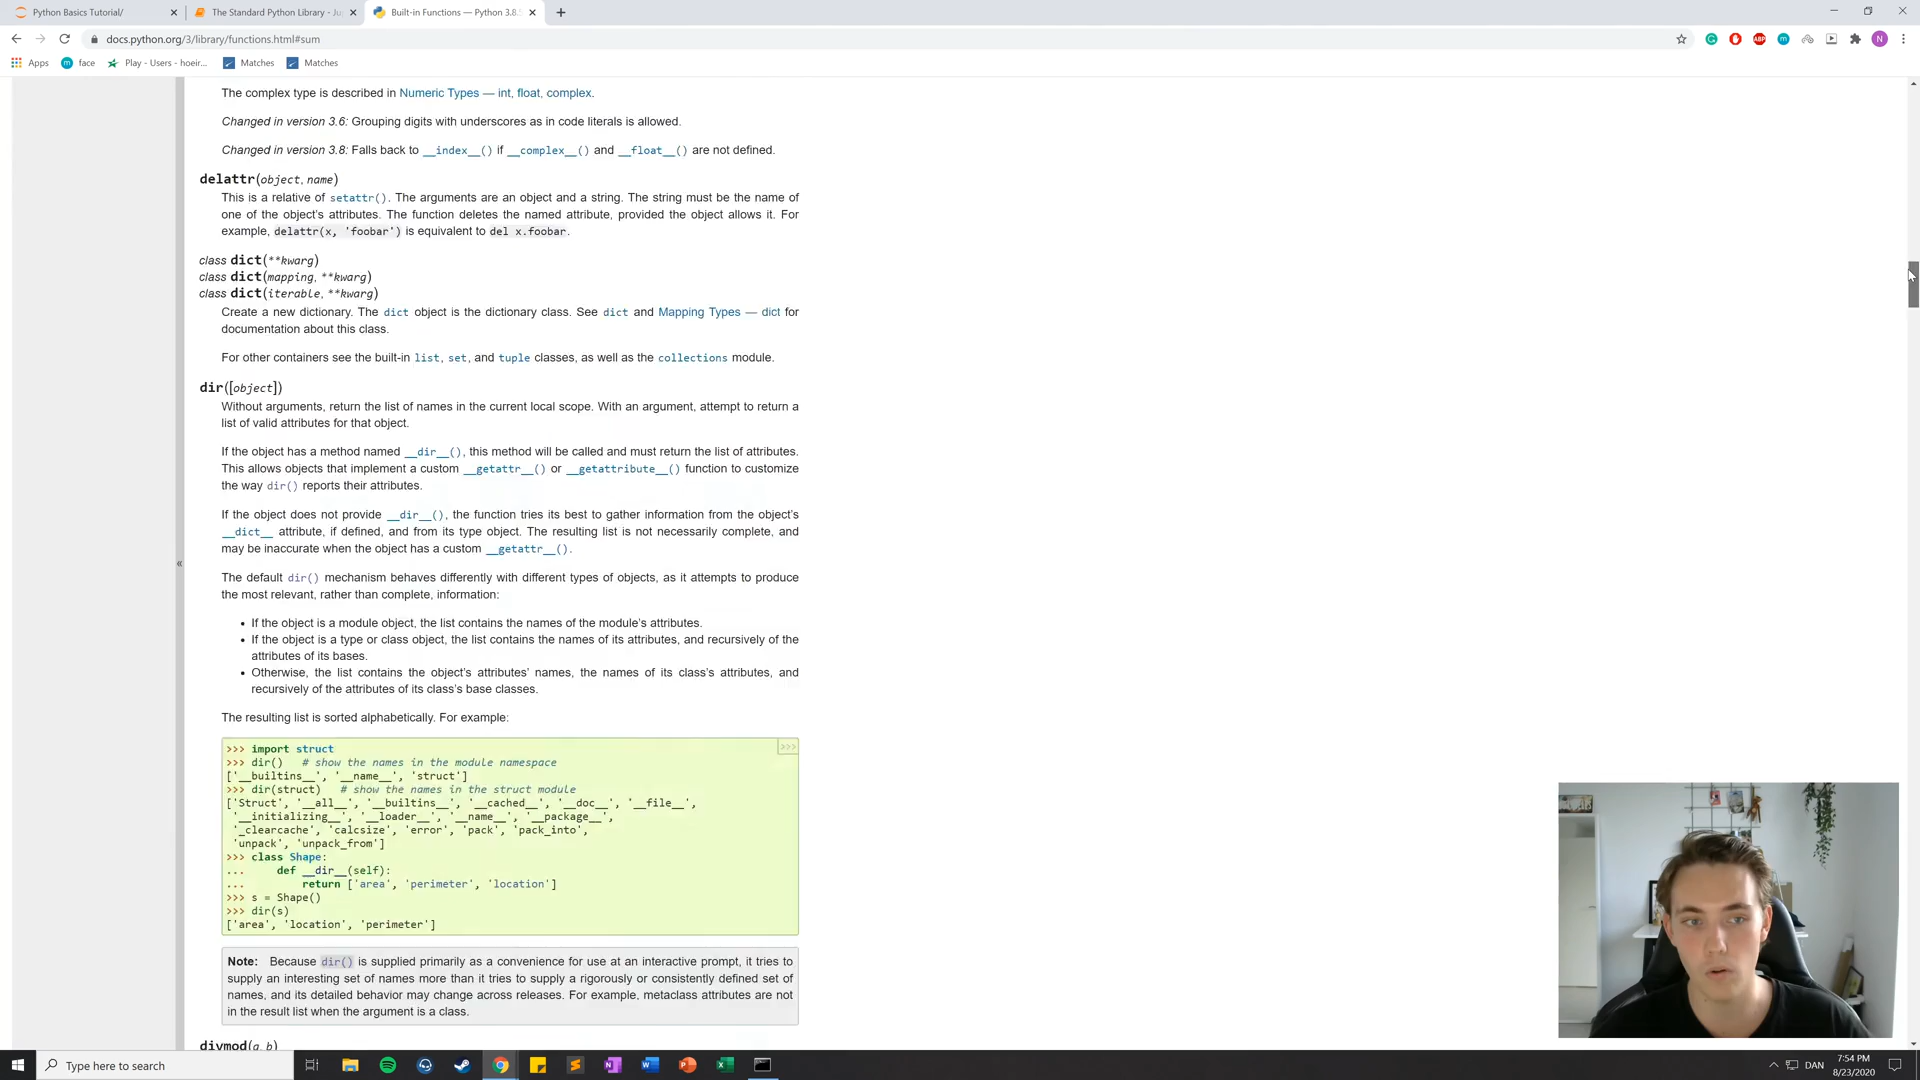 Python Basics Tutorial/
The Standard Python Library - Ju
Built-in Functions — Python 3.8.
docs.python.org/3/library/functions.html#sum
Apps
face
Play - Users - hoeir...
Matches
Matches
The complex type is described in Numeric Types — int, float, complex.
Changed in version 3.6: Grouping digits with underscores as in code literals is allowed.
Changed in version 3.8: Falls back to __index__() if __complex__() and __float__() are not defined.
delattr(object, name)
This is a relative of setattr(). The arguments are an object and a string. The string must be the name of
one of the object's attributes. The function deletes the named attribute, provided the object allows it. For
example, delattr(x, 'foobar') is equivalent to del x.foobar.
class dict(**kwarg)
class dict(mapping, **kwarg)
class dict(iterable, **kwarg)
Create a new dictionary. The dict object is the dictionary class. See dict and Mapping Types — dict for
documentation about this class.
For other containers see the built-in list, set, and tuple classes, as well as the collections module.
dir([object])
Without arguments, return the list of names in the current local scope. With an argument, attempt to return a
list of valid attributes for that object.
If the object has a method named __dir__(), this method will be called and must return the list of attributes.
This allows objects that implement a custom __getattr__() or __getattribute__() function to customize
the way dir() reports their attributes.
If the object does not provide __dir__(), the function tries its best to gather information from the object's
__dict__ attribute, if defined, and from its type object. The resulting list is not necessarily complete, and
may be inaccurate when the object has a custom __getattr__().
The default dir() mechanism behaves differently with different types of objects, as it attempts to produce
the most relevant, rather than complete, information:
• If the object is a module object, the list contains the names of the module's attributes.
• If the object is a type or class object, the list contains the names of its attributes, and recursively of the
attributes of its bases.
• Otherwise, the list contains the object's attributes' names, the names of its class's attributes, and
recursively of the attributes of its class's base classes.
The resulting list is sorted alphabetically. For example:
>>>
>>> import struct
>>> dir()   # show the names in the module namespace
['__builtins__', '__name__', 'struct']
>>> dir(struct)   # show the names in the struct module
['Struct', '__all__', '__builtins__', '__cached__', '__doc__', '__file__',
'__initializing__', '__loader__', '__name__', '__package__',
'_clearcache', 'calcsize', 'error', 'pack', 'pack_into',
'unpack', 'unpack_from']
>>> class Shape:
...     def __dir__(self):
...         return ['area', 'perimeter', 'location']
>>> s = Shape()
>>> dir(s)
['area', 'location', 'perimeter']
Note: Because dir() is supplied primarily as a convenience for use at an interactive prompt, it tries to
supply an interesting set of names more than it tries to supply a rigorously or consistently defined set of
names, and its detailed behavior may change across releases. For example, metaclass attributes are not
in the result list when the argument is a class.
divmod(a, b)
«
N
ABP
Type here to search
DAN
7:54 PM
8/23/2020